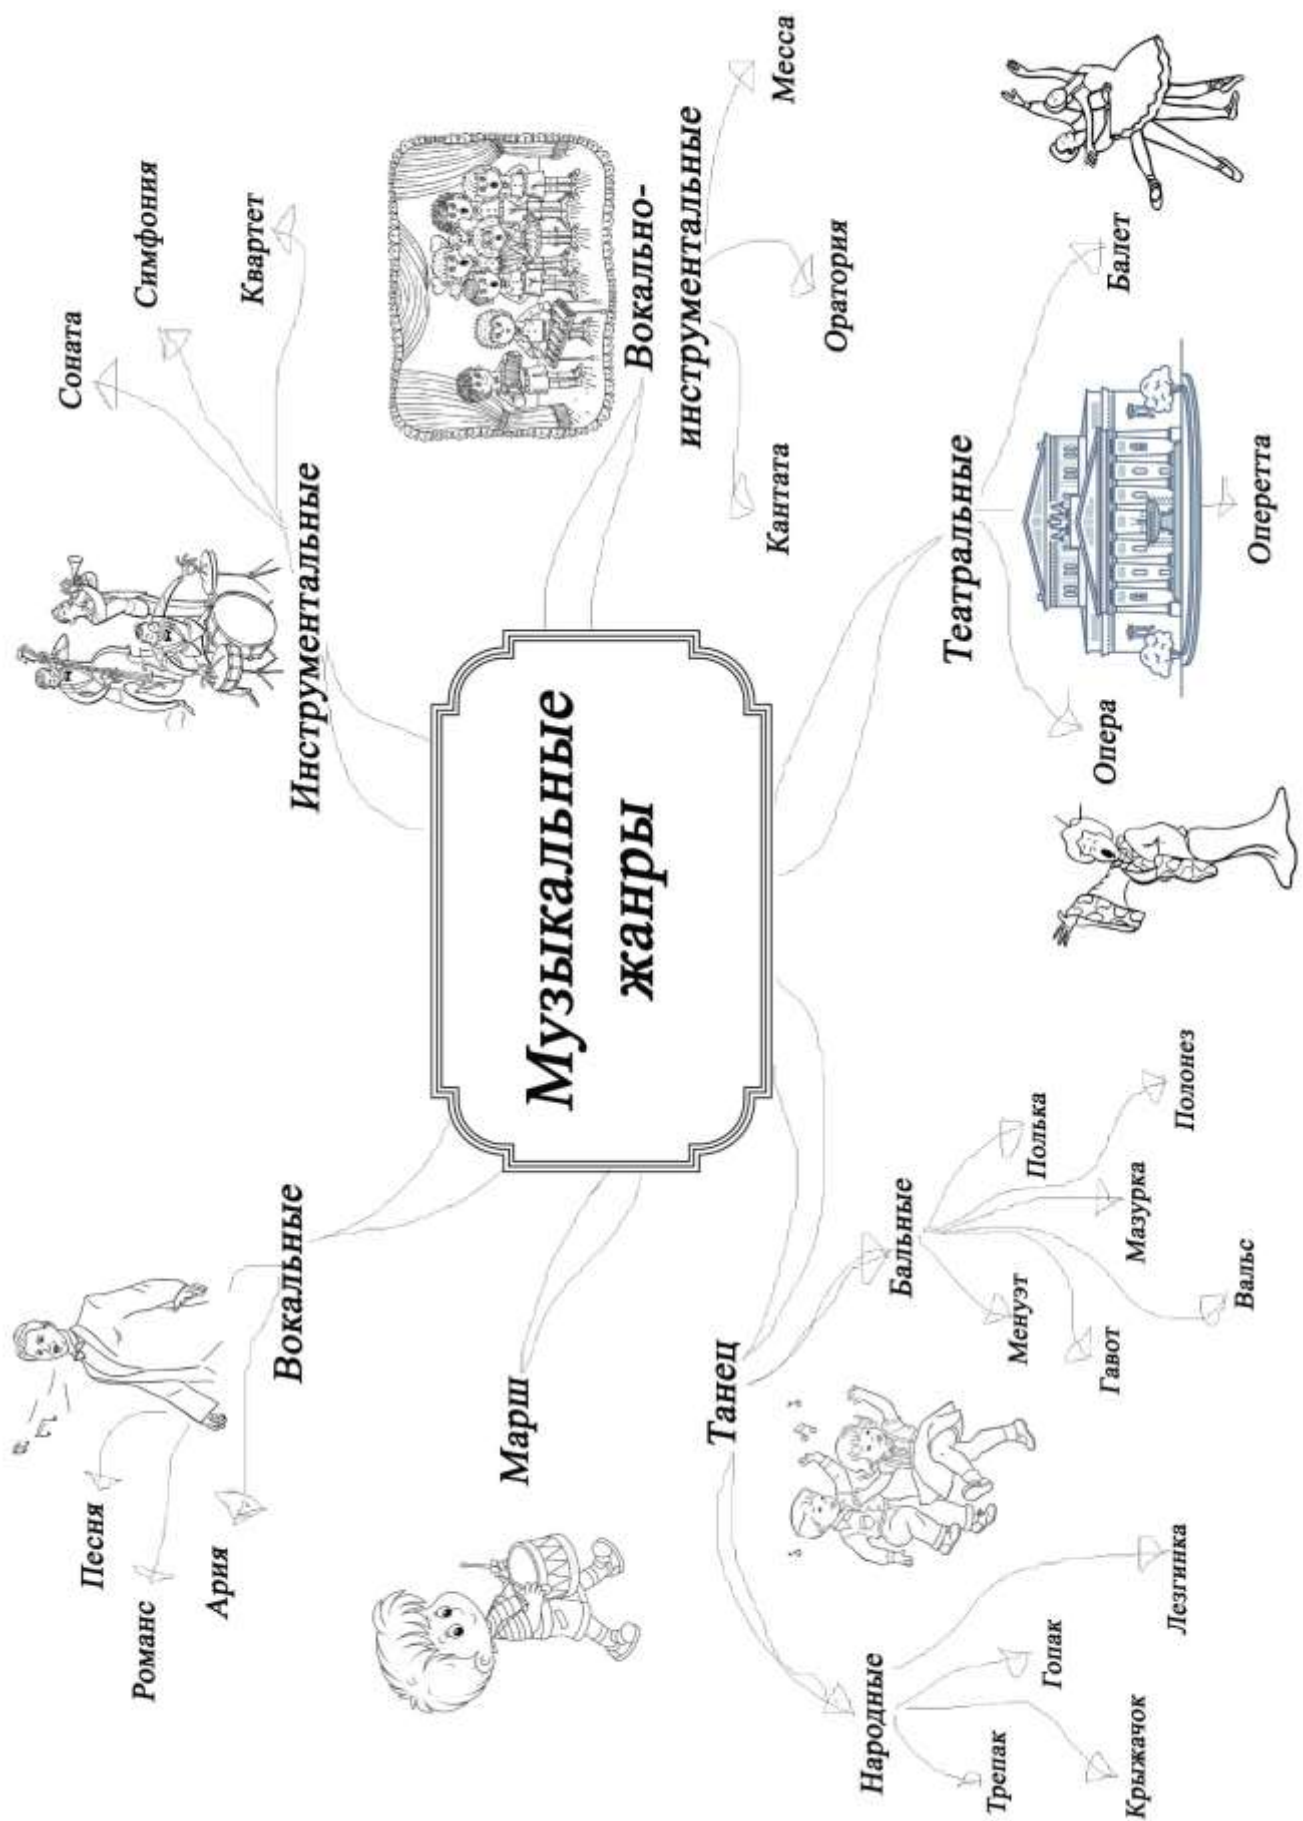 Музыкальные
жанры
Вокальные
Песня
Романс
Ария
Инструментальные
Соната
Симфония
Квартет
Вокально-
инструментальные
Кантата
Оратория
Месса
Театральные
Опера
Оперетта
Балет
Танец
Бальные
Менуэт
Гавот
Вальс
Мазурка
Полька
Полонез
Народные
Трепак
Крыжачок
Гопак
Лезгинка
Марш